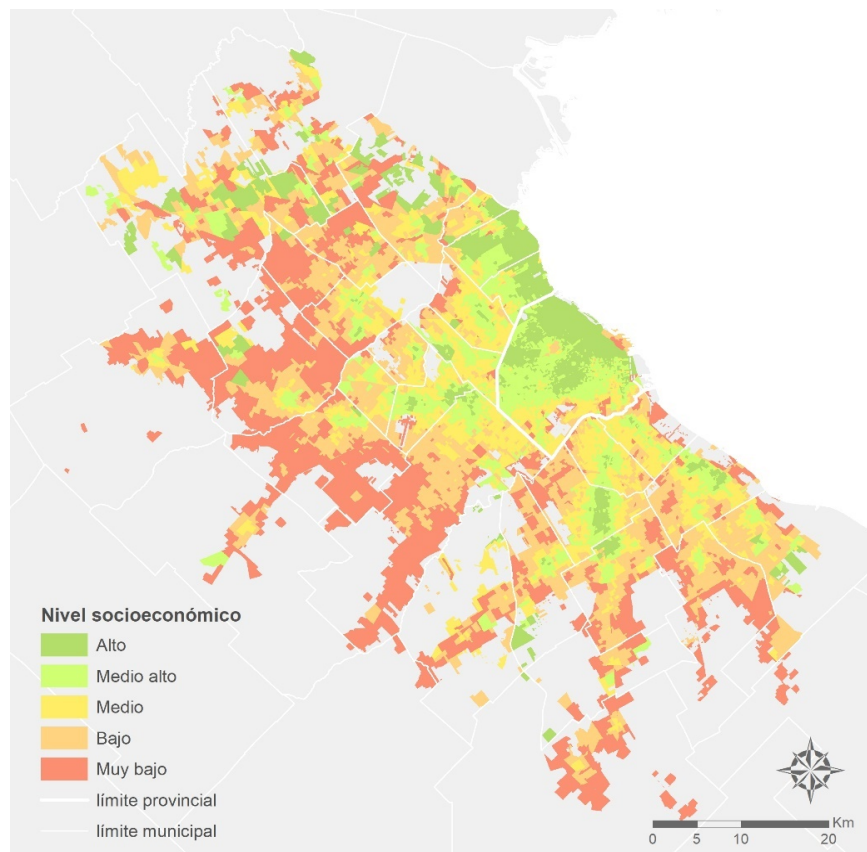 Nivel socioeconómico
Alto
Medio alto
Medio
Bajo
Muy bajo
límite provincial
límite municipal
Km
0 5 10 20